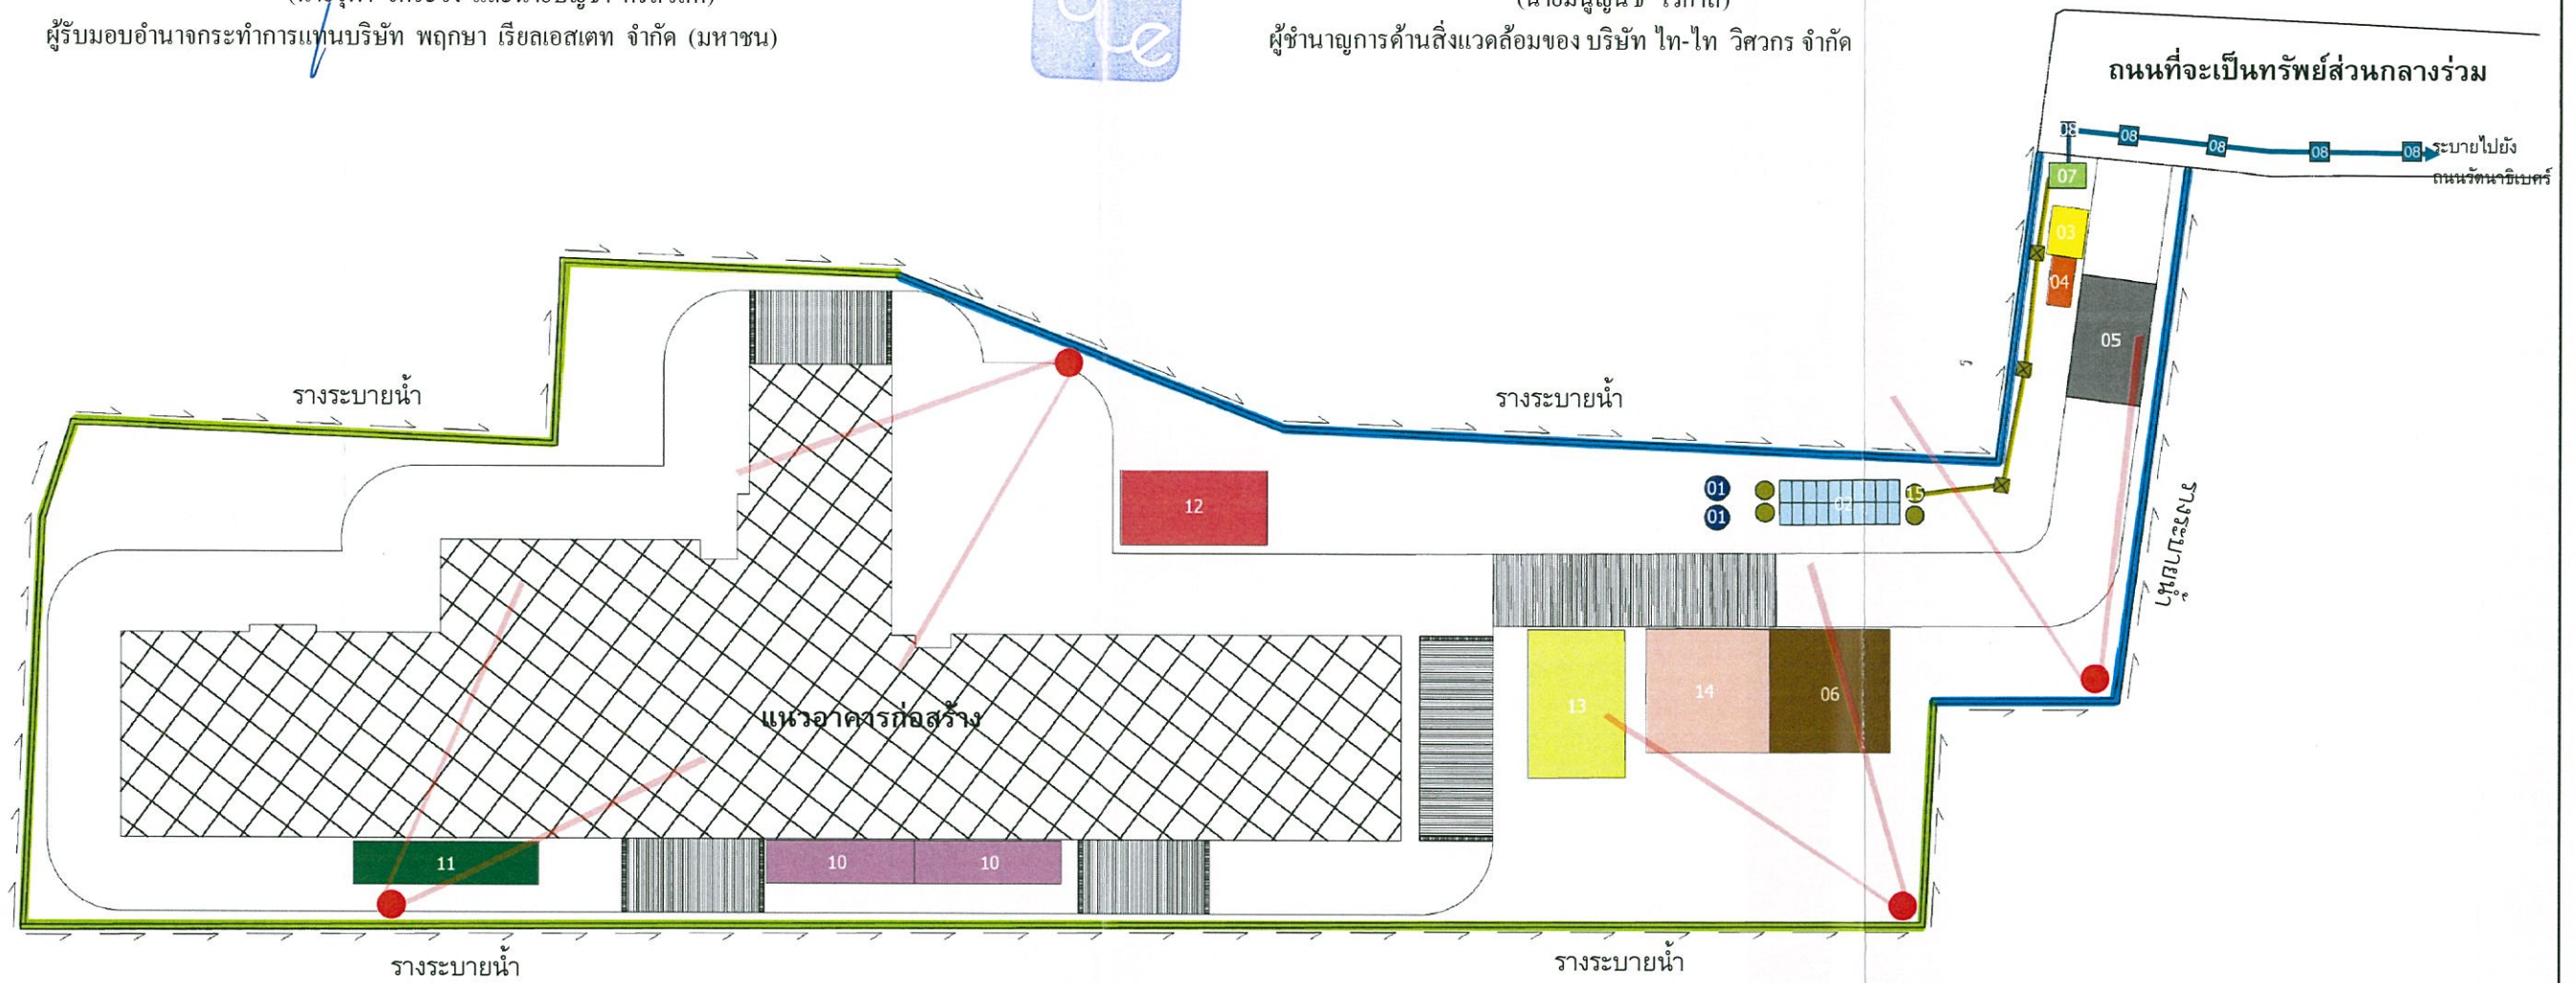 ผู้รับมอบอำนาจกระทำการแทนบริษัท พฤกษา เรียลเอสเตท จำกัด (มหาชน)
ผู้ชำนาญการด้านสิ่งแวดล้อมของ บริษัท ไท-ไท วิศวกร จำกัด
ถนนที่จะเป็นทรัพย์ส่วนกลางร่วม
08
08
08
08
08
ระบายไปยัง
ถนนรัตนาธิเบศร์
07
03
04
05
รางระบายน้ำ
รางระบายน้ำ
รางระบายน้ำ
12
01
01
02
15
แนวอาคารก่อสร้าง
13
14
06
11
10
10
รางระบายน้ำ
รางระบายน้ำ